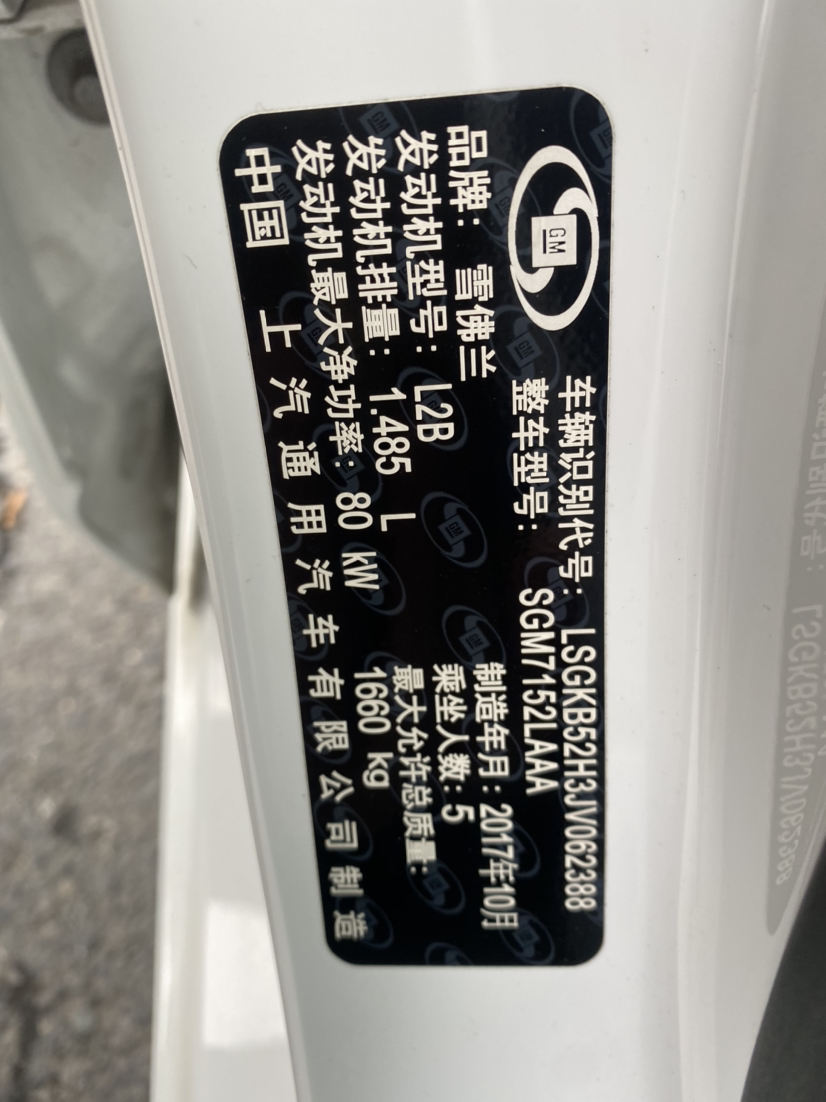 GM
车辆识别代号：LSGKB52H3JV062388
整车型号：SGM7152LAAA
品牌：雪佛兰
制造年月：2017年10月
发动机型号：L2B
乘坐人数：5
发动机排量：1.485 L
最大允许总质量：
1660 kg
发动机最大净功率：80 kW
中国 上汽通用汽车有限公司制造